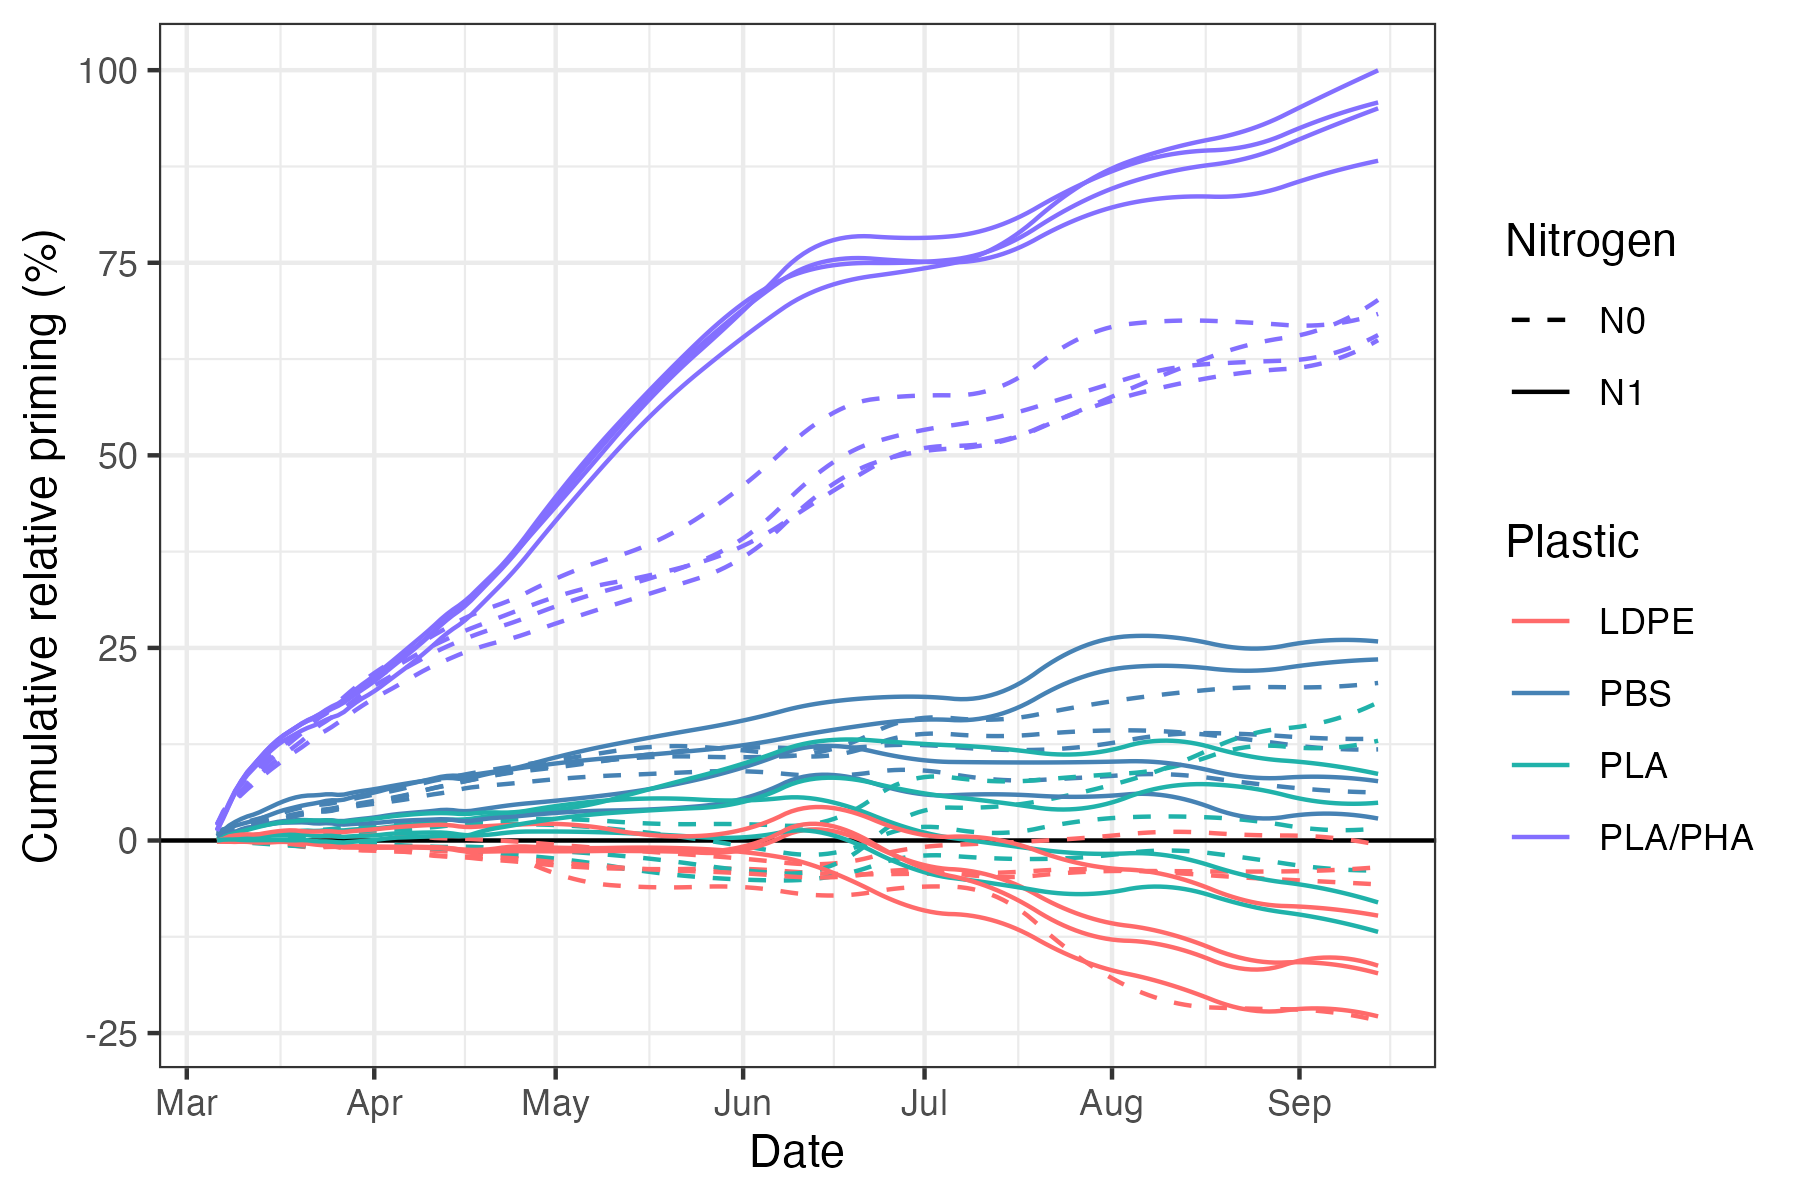 Cumulative relative priming (%)
100
75
50
25
0
-25
Mar Apr May Jun Jul Aug Sep
Date
Nitrogen
N0
N1
Plastic
LDPE
PBS
PLA
PLA/PHA